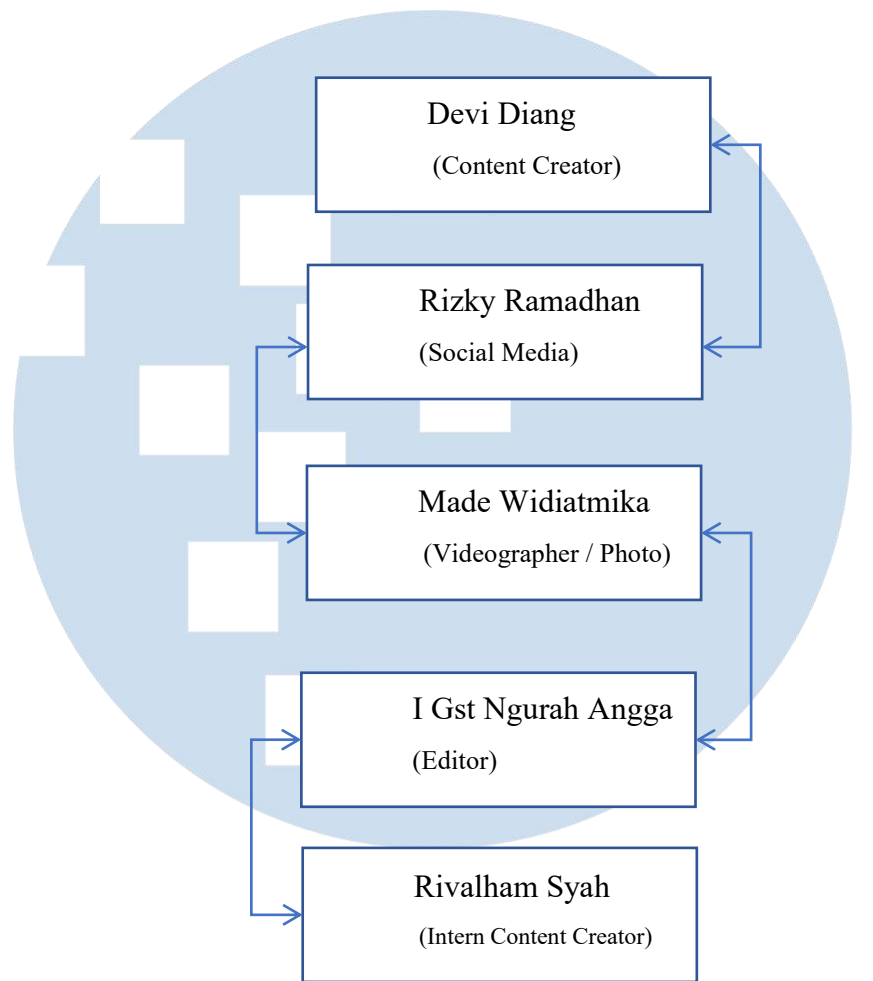 Devi Diang
(Content Creator)
Rizky Ramadhan
(Social Media)
Made Widiatmika
(Videographer / Photo)
I Gst Ngurah Angga
(Editor)
Rivalham Syah
(Intern Content Creator)